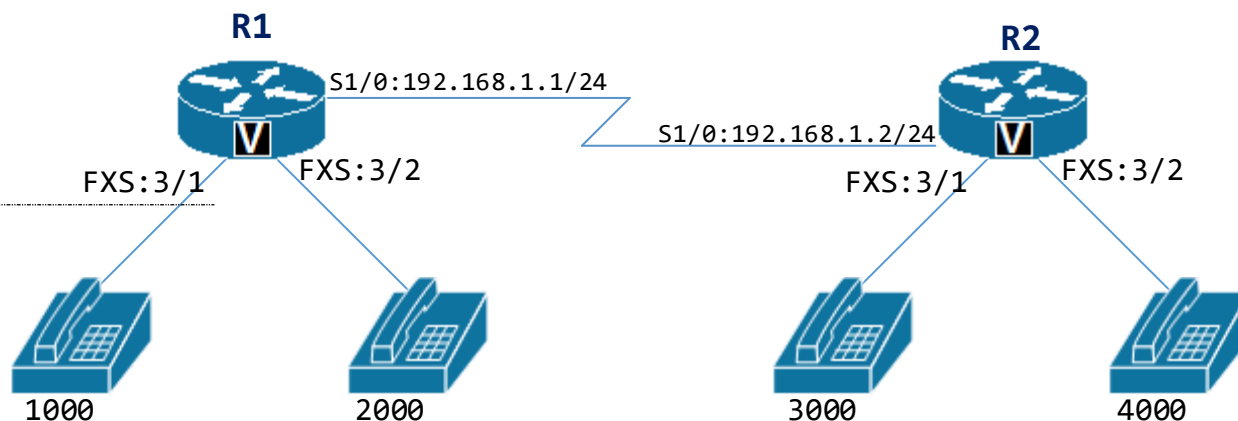 R1
R2
S1/0:192.168.1.1/24
S1/0:192.168.1.2/24
V
V
FXS:3/1
FXS:3/2
FXS:3/1
FXS:3/2
1000
2000
3000
4000